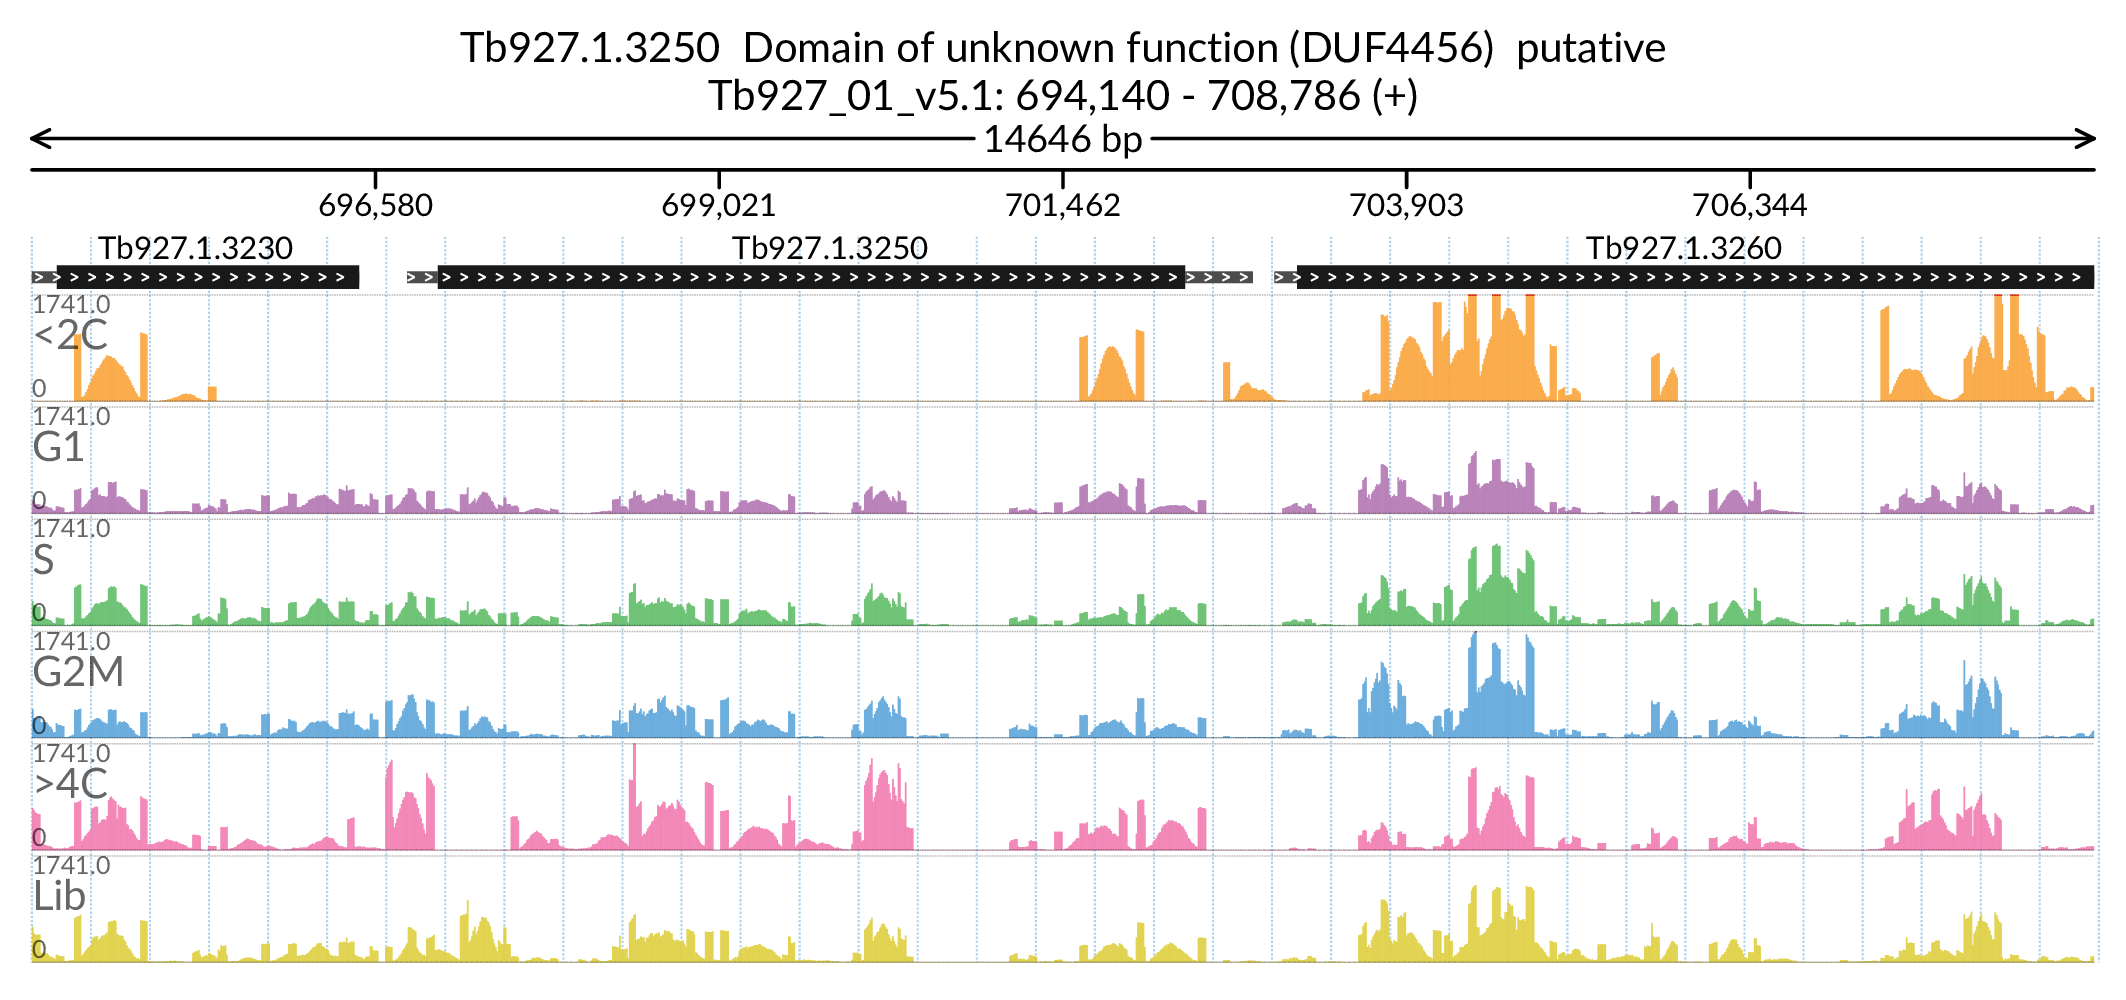 Tb927.1.3250  Domain of unknown function (DUF4456)  putative
Tb927_01_v5.1: 694,140 - 708,786 (+)
14646 bp
696,580 699,021 701,462 703,903 706,344
Tb927.1.3230 Tb927.1.3250 Tb927.1.3260
1741.0
<2C
0
1741.0
G1
0
1741.0
S
0
1741.0
G2M
0
1741.0
>4C
0
1741.0
Lib
0